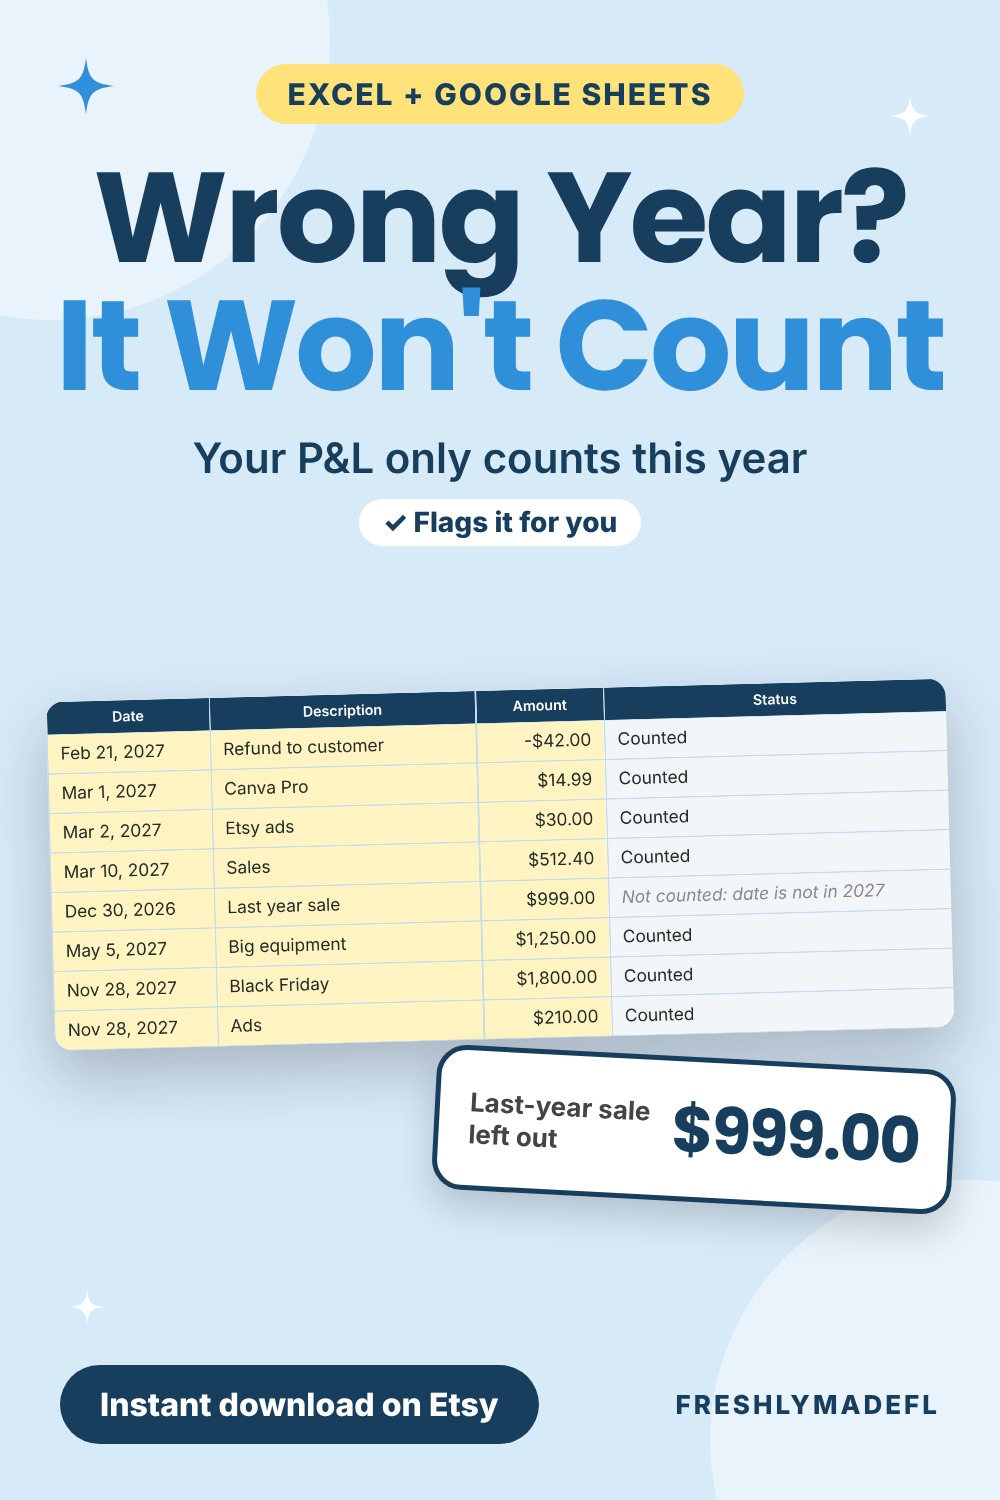 EXCEL + GOOGLE SHEETS
Wrong Year?
It Won't Count
Your P&L only counts this year
✓ Flags it for you
Date Description Amount Status
Feb 21, 2027 Refund to customer -$42.00 Counted
Mar 1, 2027 Canva Pro $14.99 Counted
Mar 2, 2027 Etsy ads $30.00 Counted
Mar 10, 2027 Sales $512.40 Counted
Dec 30, 2026 Last year sale $999.00 Not counted: date is not in 2027
May 5, 2027 Big equipment $1,250.00 Counted
Nov 28, 2027 Black Friday $1,800.00 Counted
Nov 28, 2027 Ads $210.00 Counted
Last-year sale
left out
$999.00
Instant download on Etsy
FRESHLYMADEFL